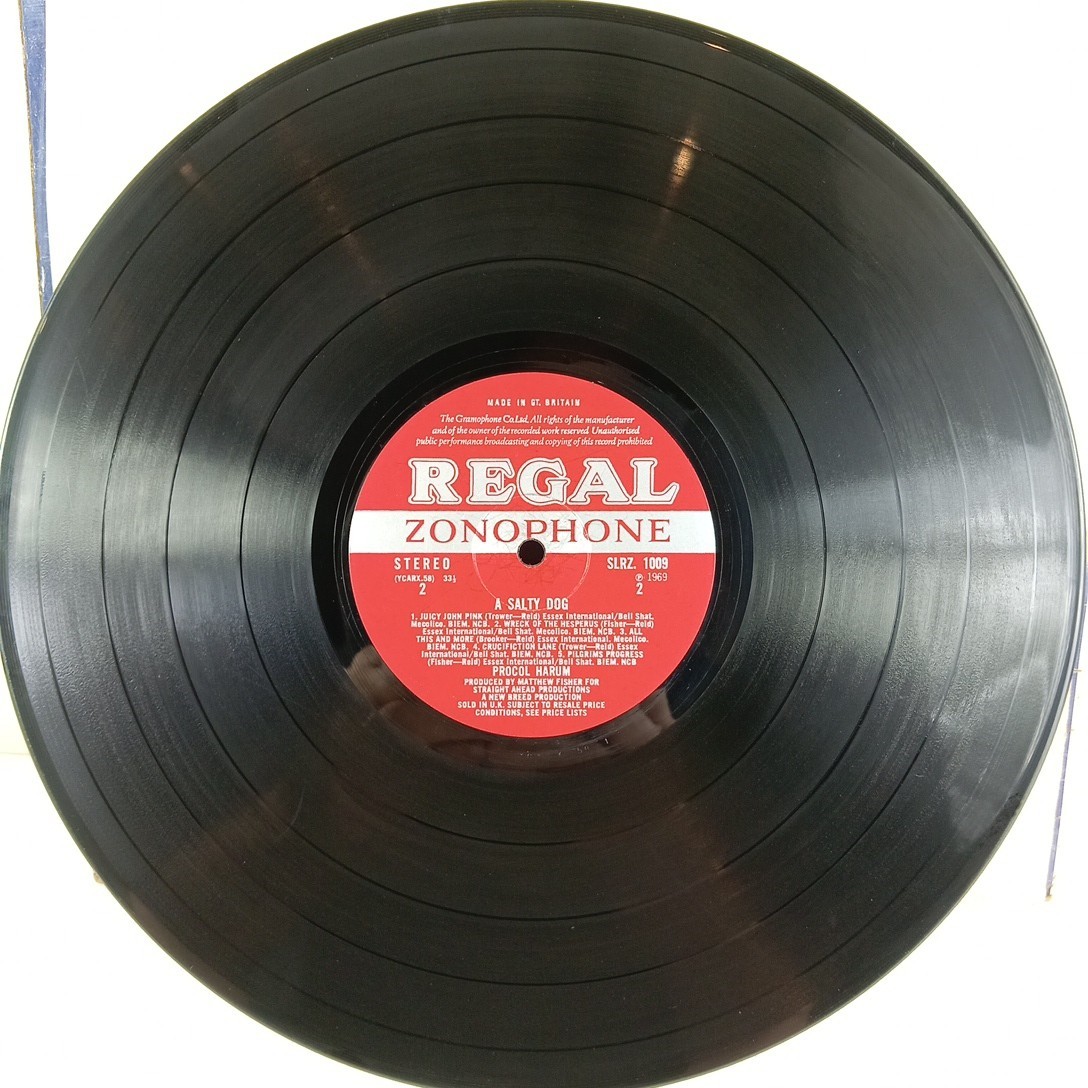 MADE IN GT. BRITAIN
The Gramophone Co.Ltd. All rights of the manufacturer
and of the owner of the recorded work reserved Unauthorised
public performance broadcasting and copying of this record prohibited
REGAL
ZONOPHONE
STEREO SLRZ. 1009
(YCARX.58) 33⅓ ℗ 1969
2 2
A SALTY DOG
1. JUICY JOHN PINK (Trower—Reid) Essex International/Bell Shat.
Mecolico. BIEM. NCB. 2. WRECK OF THE HESPERUS (Fisher—Reid)
Essex International/Bell Shat. Mecolico. BIEM. NCB. 3. ALL
THIS AND MORE (Brooker—Reid) Essex International. Mecolico.
BIEM. NCB. 4. CRUCIFICTION LANE (Trower—Reid) Essex
International/Bell Shat. BIEM. NCB. 5. PILGRIMS PROGRESS
(Fisher—Reid) Essex International/Bell Shat. BIEM. NCB
PROCOL HARUM
PRODUCED BY MATTHEW FISHER FOR
STRAIGHT AHEAD PRODUCTIONS
A NEW BREED PRODUCTION
SOLD IN U.K. SUBJECT TO RESALE PRICE
CONDITIONS, SEE PRICE LISTS